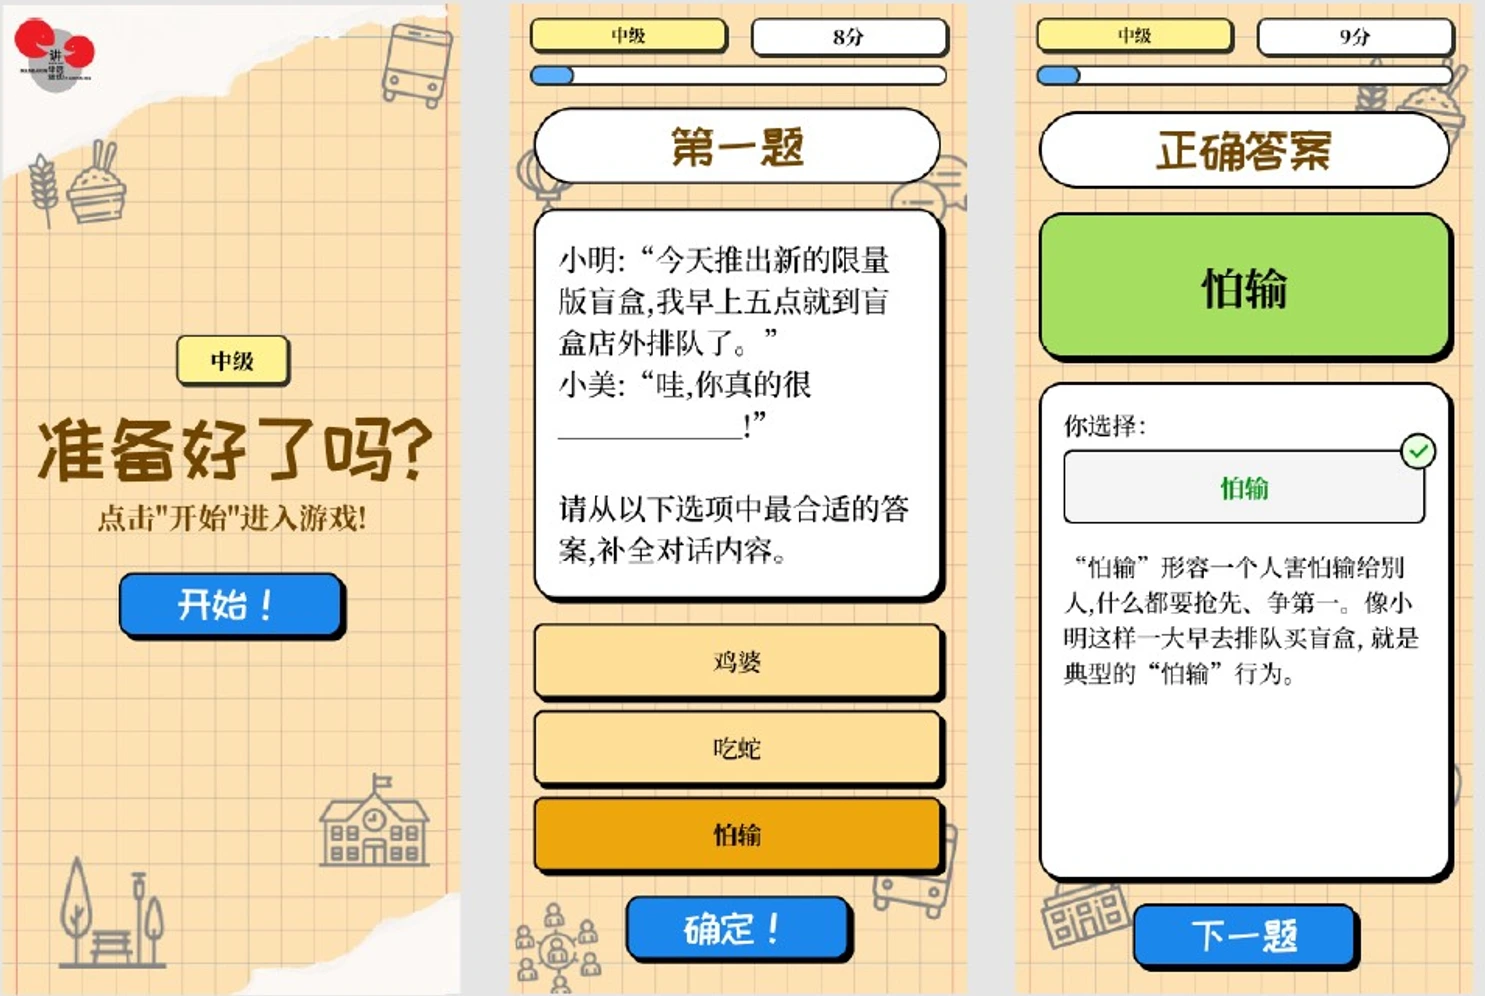 讲
中级
准备好了吗?
点击"开始"进入游戏!
开始！
中级
8分
第一题
小明:“今天推出新的限量
版盲盒,我早上五点就到盲
盒店外排队了。”
小美:“哇,你真的很
____________!”
请从以下选项中最合适的答
案,补全对话内容。
鸡婆
吃蛇
怕输
确定！
中级
9分
正确答案
怕输
你选择:
怕输
“怕输”形容一个人害怕输给别
人,什么都要抢先、争第一。像小
明这样一大早去排队买盲盒, 就是
典型的“怕输”行为。
下一题